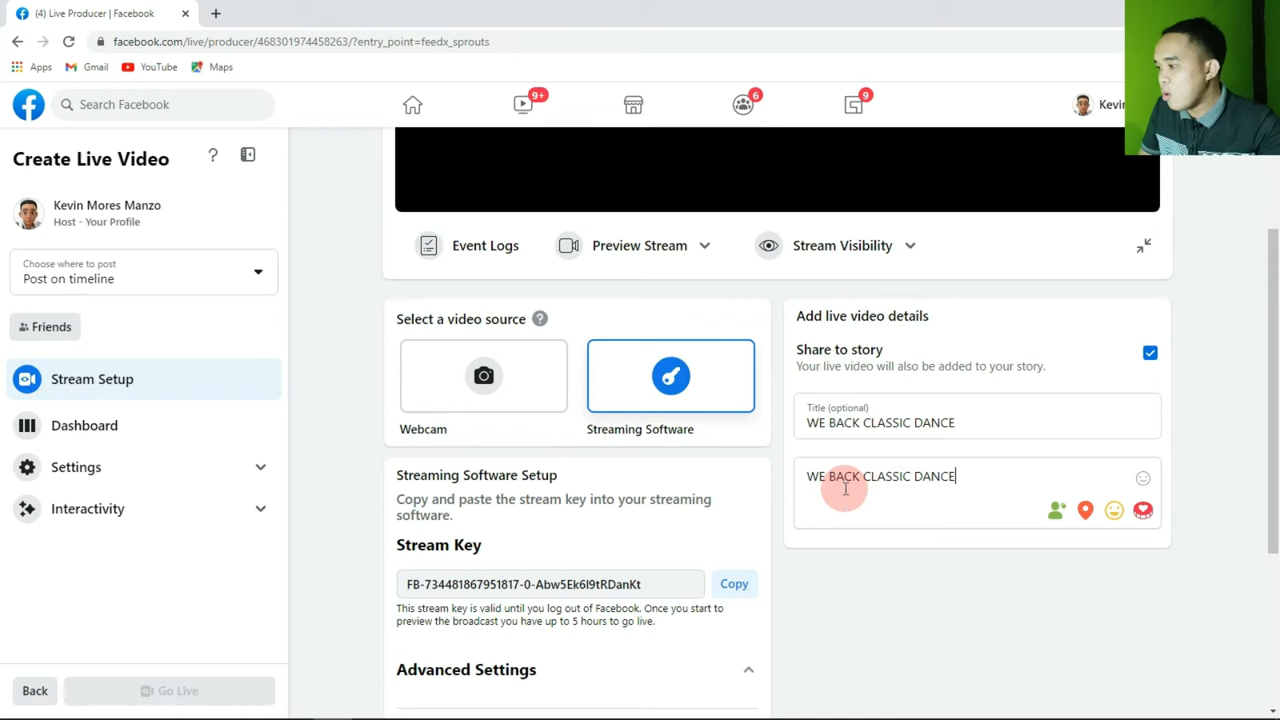 (4) Live Producer | Facebook
facebook.com/live/producer/468301974458263/?entry_point=feedx_sprouts
Apps Gmail YouTube Maps
Search Facebook
9+
6
9
Kevin
Create Live Video
?
Kevin Mores Manzo
Host - Your Profile
Choose where to post
Post on timeline
Friends
Stream Setup
Dashboard
Settings
Interactivity
Back
Go Live
Event Logs
Preview Stream
Stream Visibility
Select a video source ?
Webcam
Streaming Software
Streaming Software Setup
Copy and paste the stream key into your streaming
software.
Stream Key
FB-734481867951817-0-Abw5Ek6I9tRDanKt
Copy
This stream key is valid until you log out of Facebook. Once you start to
preview the broadcast you have up to 5 hours to go live.
Advanced Settings
Add live video details
Share to story
Your live video will also be added to your story.
Title (optional)
WE BACK CLASSIC DANCE
WE BACK CLASSIC DANCE